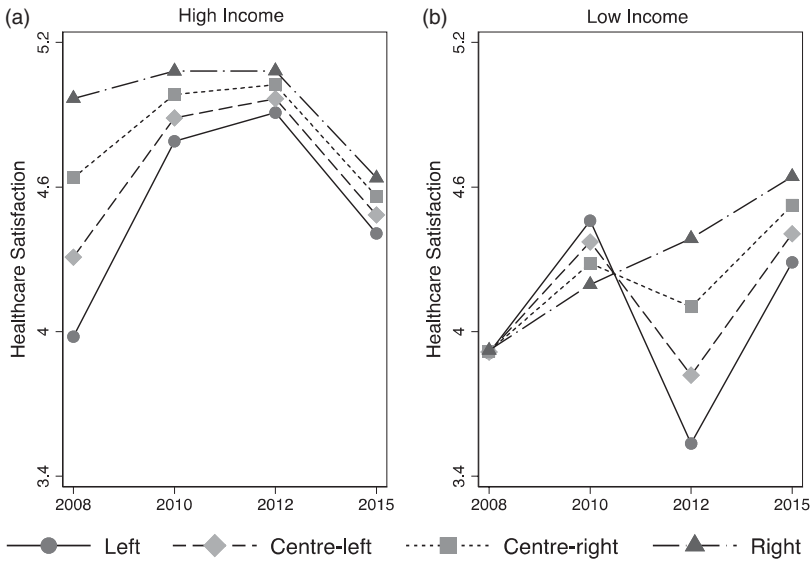 (a) High Income
5.2
4.6
4
3.4
Healthcare Satisfaction
2008 2010 2012 2015
(b) Low Income
5.2
4.6
4
3.4
Healthcare Satisfaction
2008 2010 2012 2015
Left Centre-left Centre-right Right